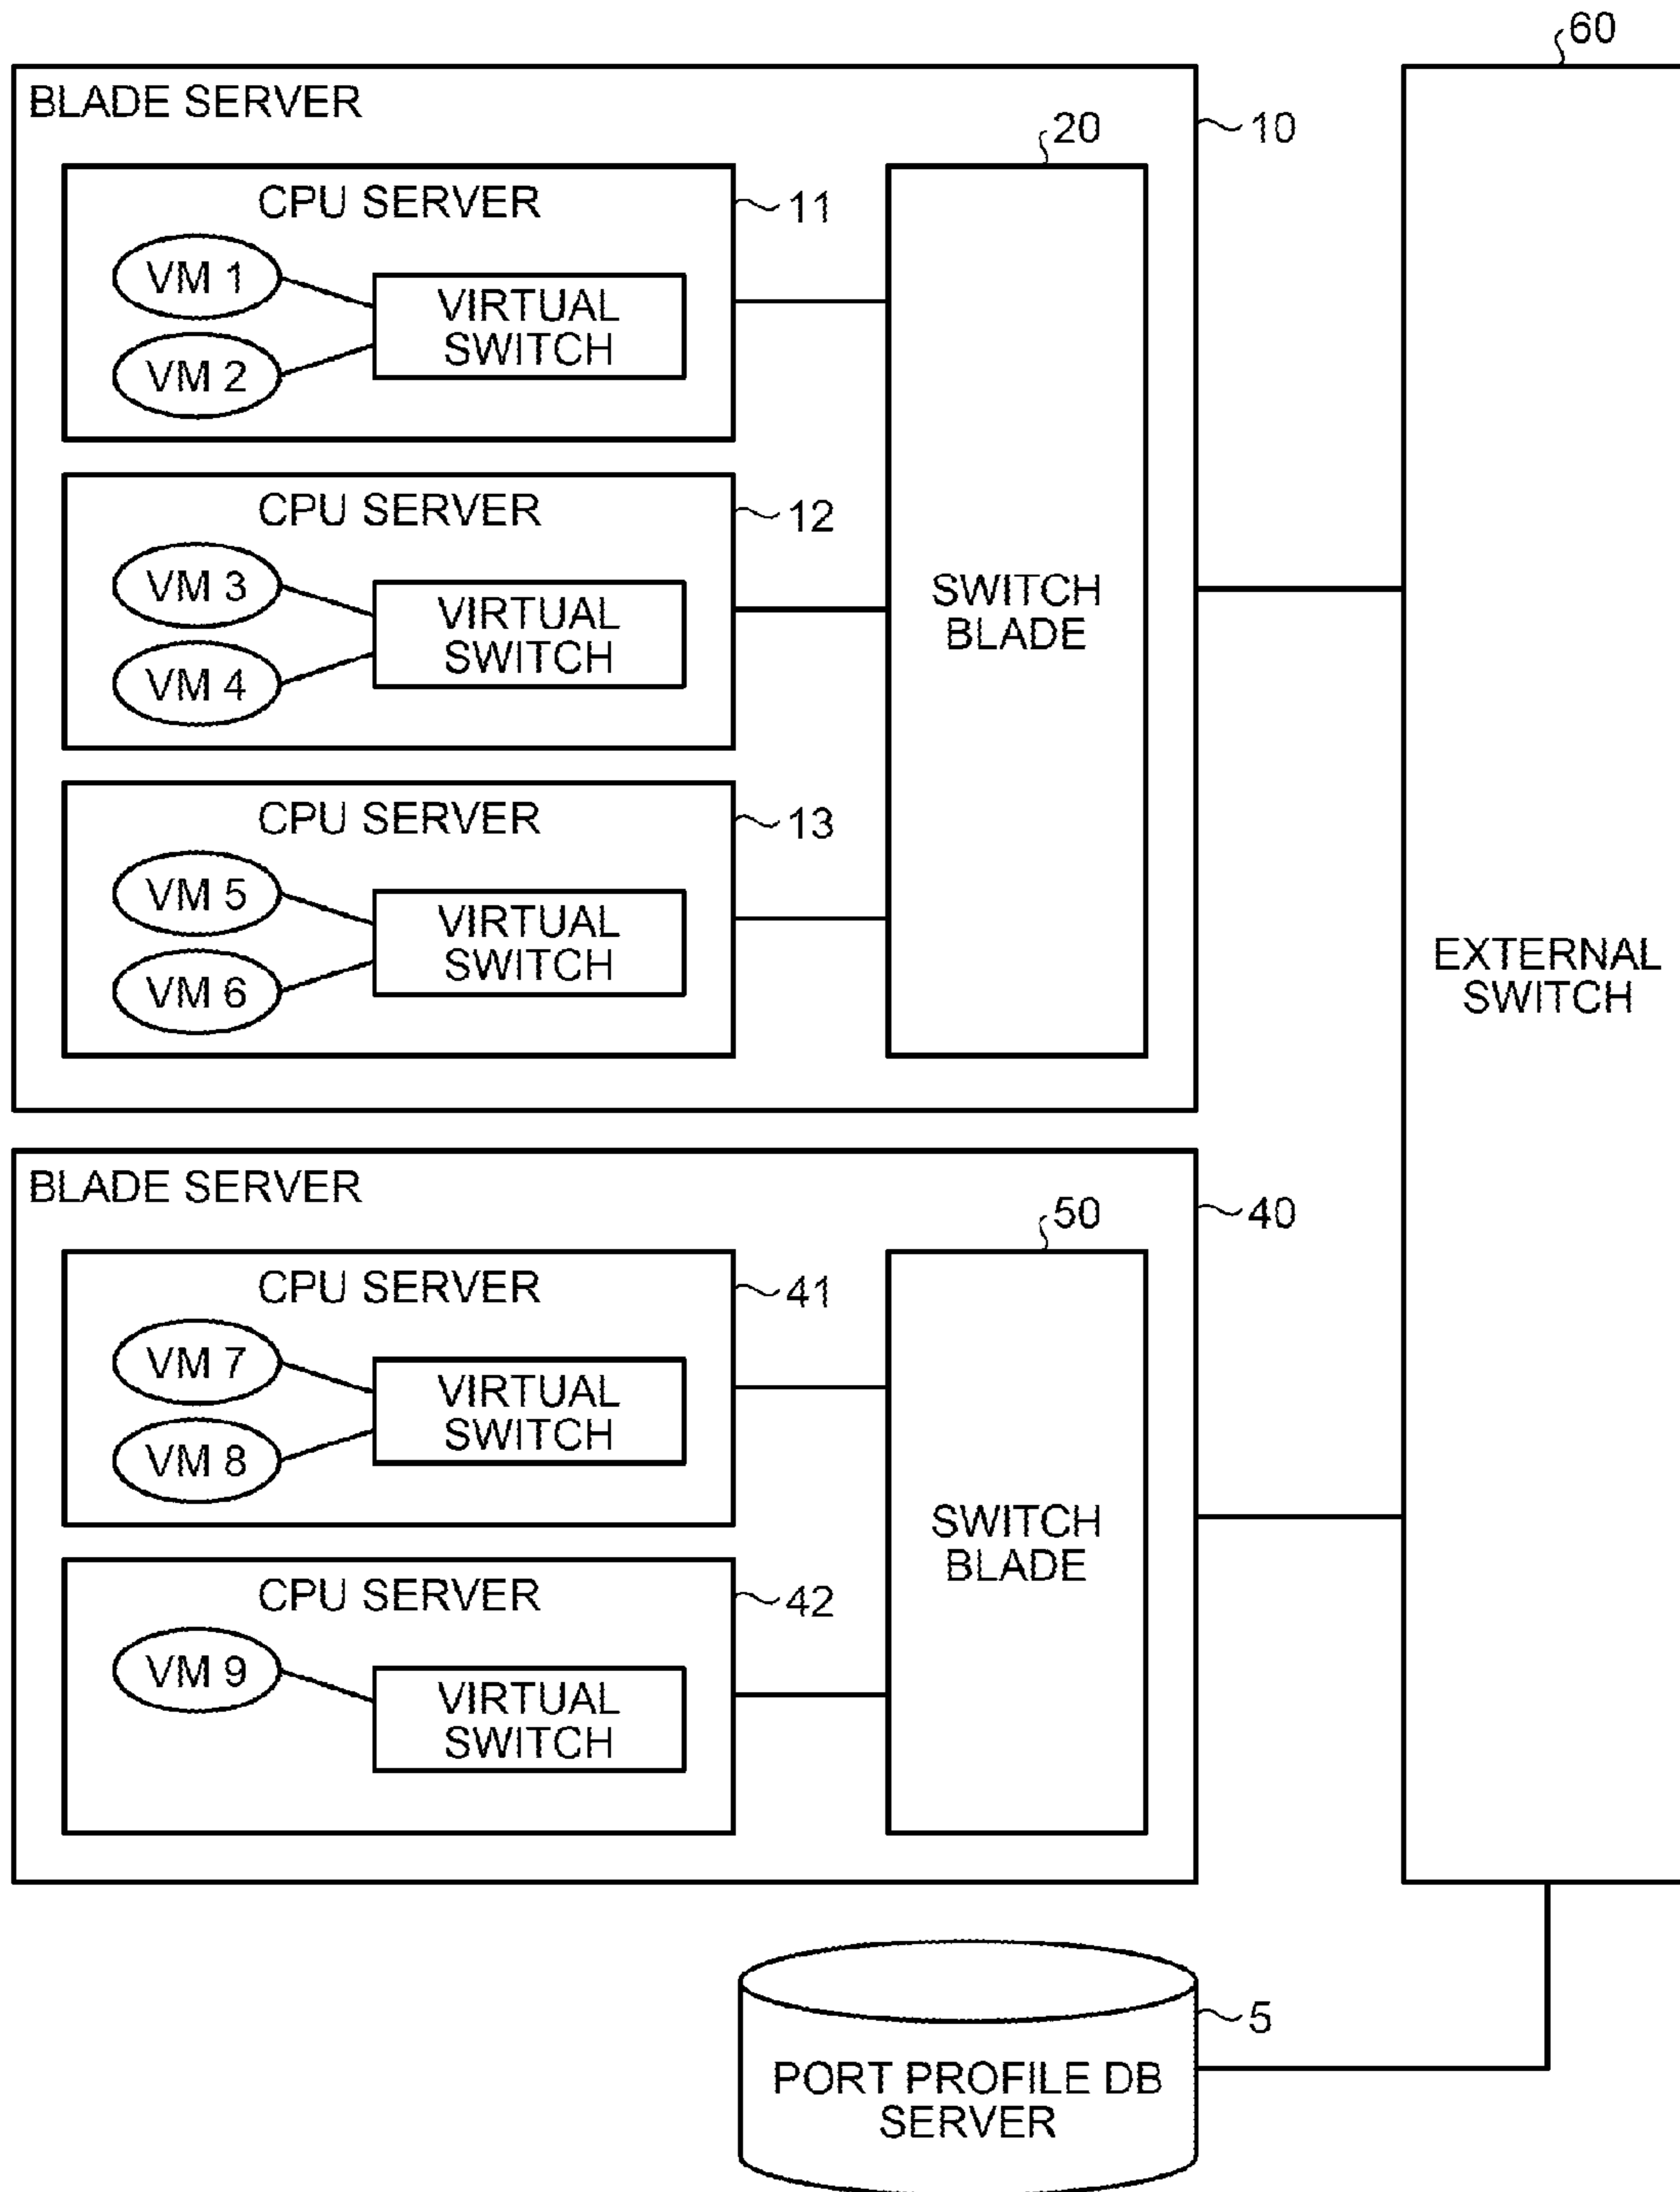 60
BLADE SERVER
10
20
CPU SERVER
11
VM 1
VIRTUAL
SWITCH
VM 2
CPU SERVER
12
VM 3
VIRTUAL
SWITCH
VM 4
SWITCH
BLADE
CPU SERVER
13
VM 5
VIRTUAL
SWITCH
VM 6
EXTERNAL
SWITCH
BLADE SERVER
40
50
CPU SERVER
41
VM 7
VIRTUAL
SWITCH
VM 8
SWITCH
BLADE
CPU SERVER
42
VM 9
VIRTUAL
SWITCH
5
PORT PROFILE DB
SERVER